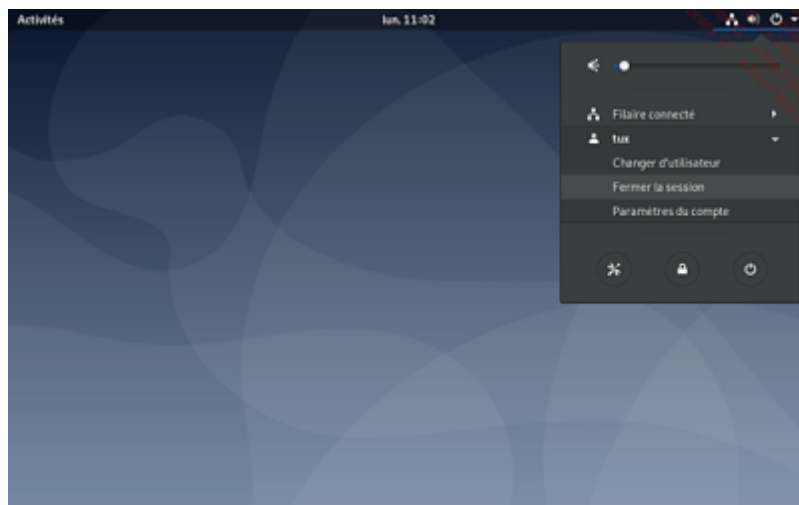 Activités
lun. 11:02
Filaire connecté
tux
Changer d'utilisateur
Fermer la session
Paramètres du compte